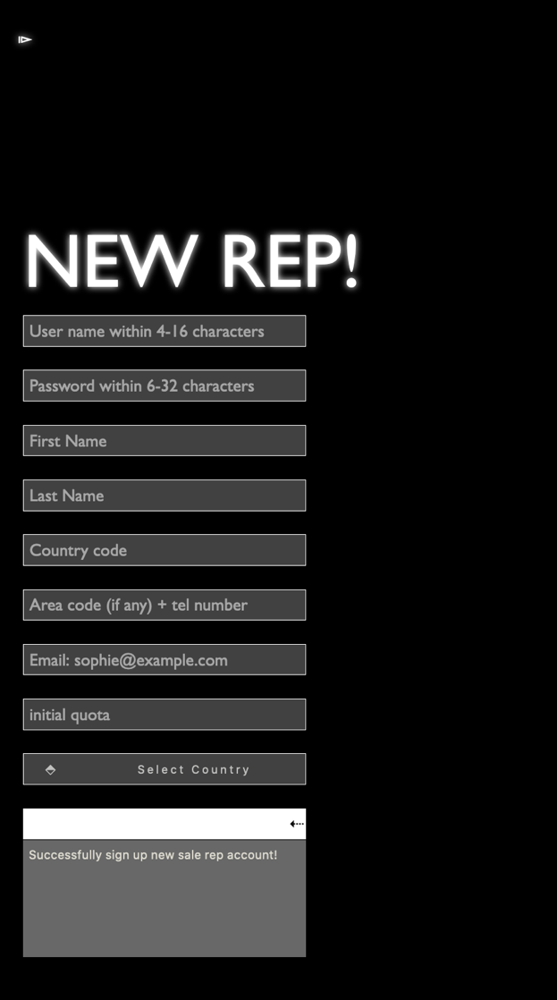 NEW REP!
User name within 4-16 characters
Password within 6-32 characters
First Name
Last Name
Country code
Area code (if any) + tel number
Email: sophie@example.com
initial quota
Select Country
Successfully sign up new sale rep account!